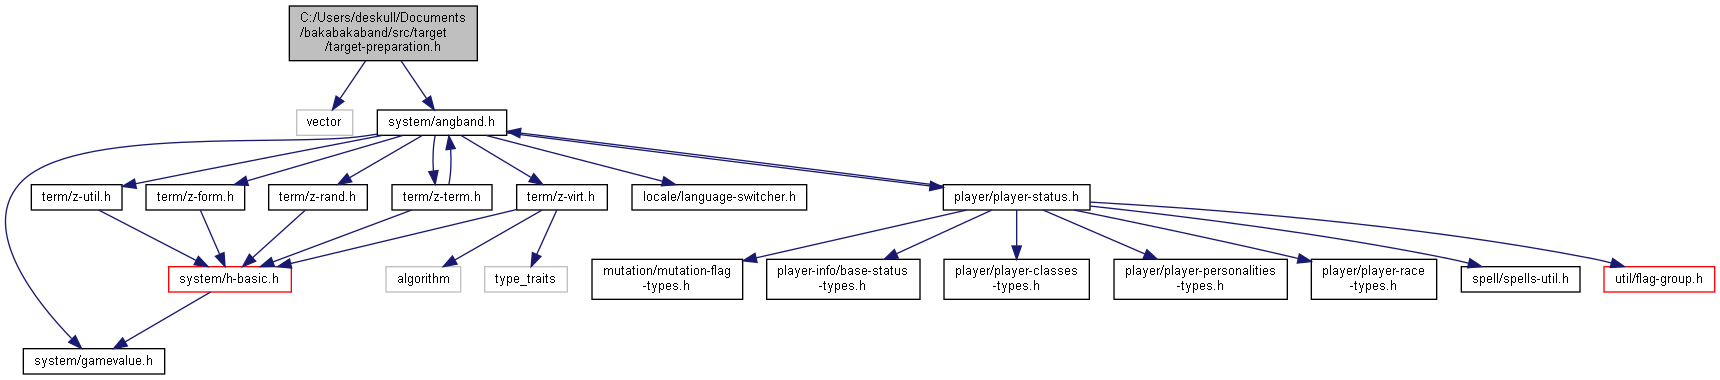 C:/Users/deskull/Documents
/bakabakaband/src/target
/target-preparation.h
vector
system/angband.h
term/z-util.h
term/z-form.h
term/z-rand.h
term/z-term.h
term/z-virt.h
locale/language-switcher.h
player/player-status.h
system/h-basic.h
algorithm
type_traits
mutation/mutation-flag
-types.h
player-info/base-status
-types.h
player/player-classes
-types.h
player/player-personalities
-types.h
player/player-race
-types.h
spell/spells-util.h
util/flag-group.h
system/gamevalue.h